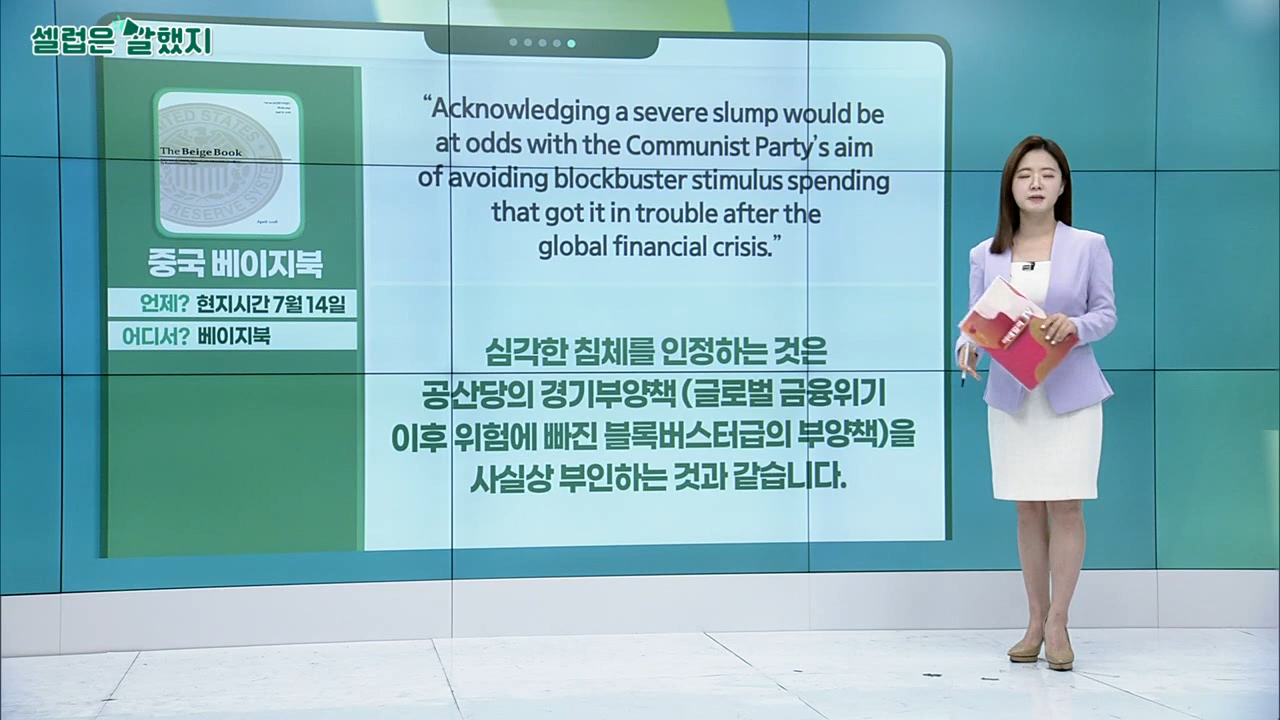 셀럽은 말했지
The Beige Book
중국 베이지북
언제? 현지시간 7월 14일
어디서? 베이지북
“Acknowledging a severe slump would be
at odds with the Communist Party’s aim
of avoiding blockbuster stimulus spending
that got it in trouble after the
global financial crisis.”
심각한 침체를 인정하는 것은
공산당의 경기부양책 (글로벌 금융위기
이후 위험에 빠진 블록버스터급의 부양책)을
사실상 부인하는 것과 같습니다.